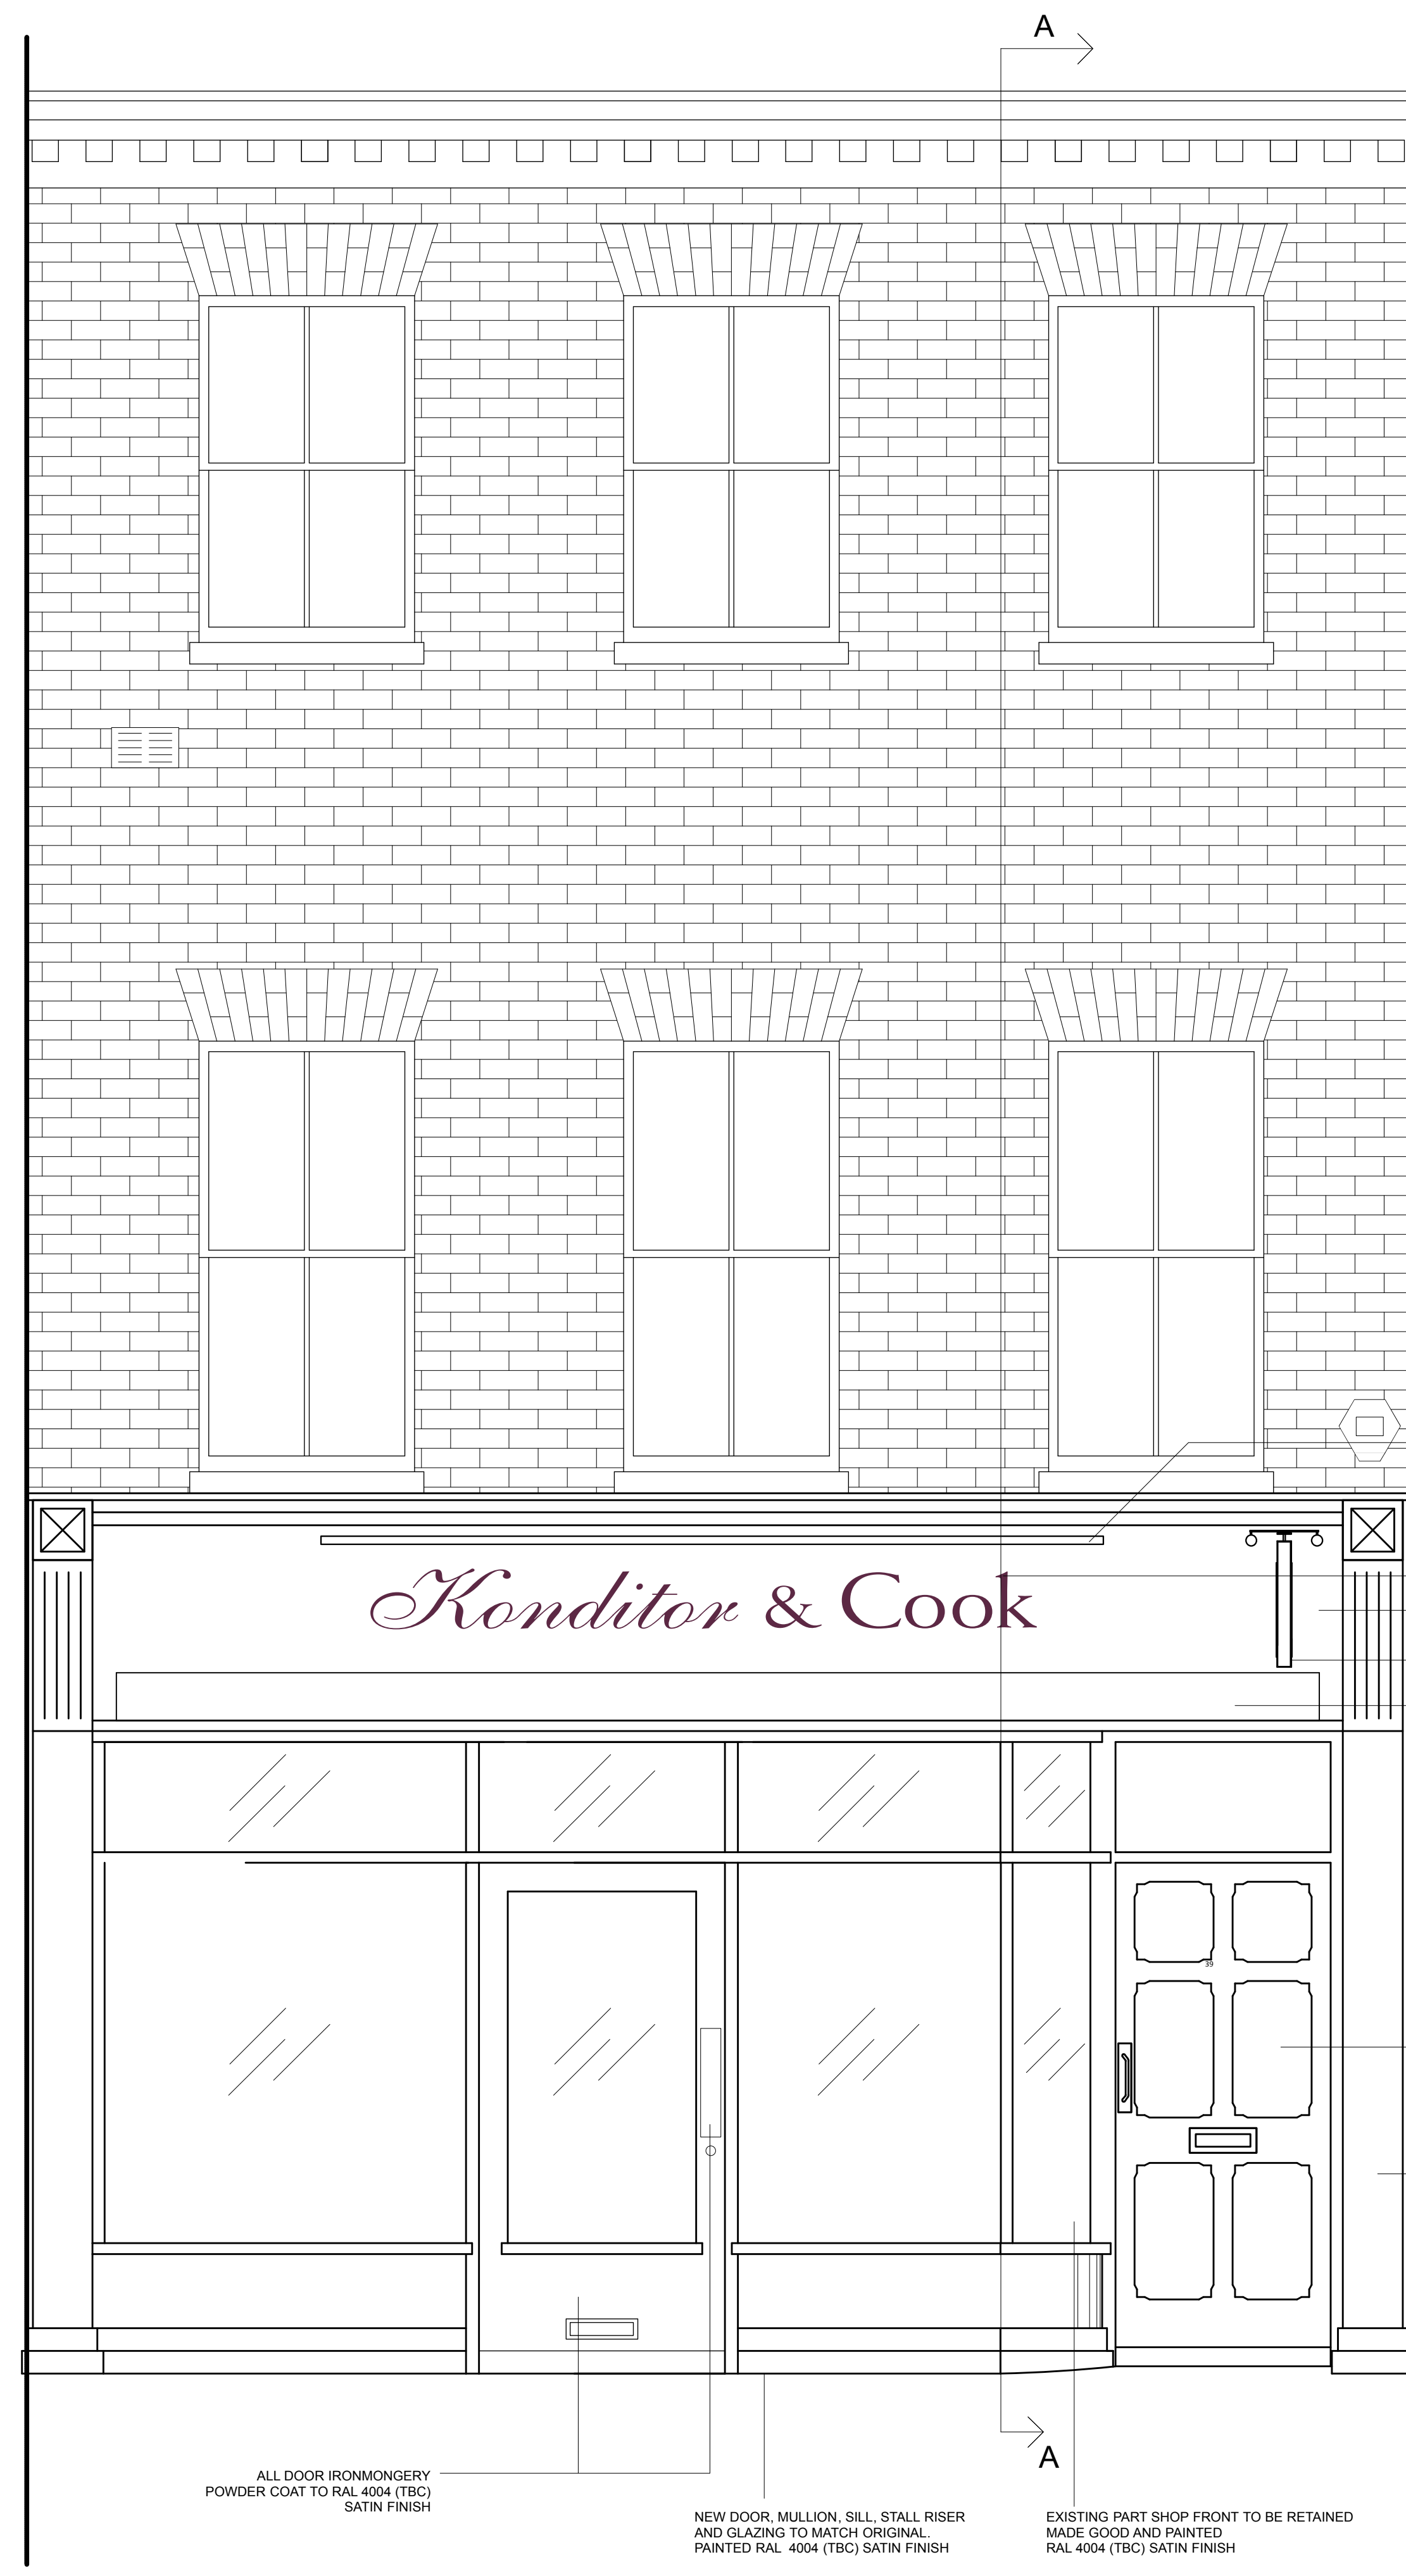 A
Konditor & Cook
39
A
ALL DOOR IRONMONGERY
POWDER COAT TO RAL 4004 (TBC)
SATIN FINISH
NEW DOOR, MULLION, SILL, STALL RISER
AND GLAZING TO MATCH ORIGINAL.
PAINTED RAL 4004 (TBC) SATIN FINISH
EXISTING PART SHOP FRONT TO BE RETAINED
MADE GOOD AND PAINTED
RAL 4004 (TBC) SATIN FINISH